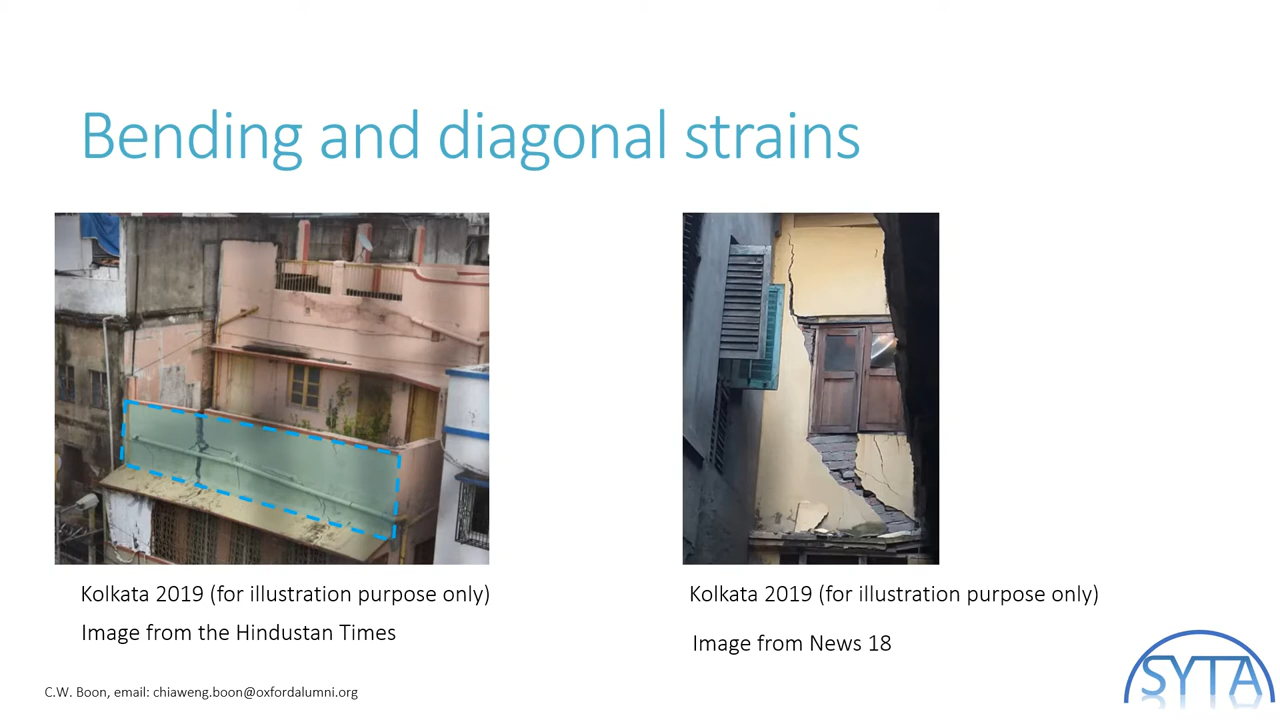 Bending and diagonal strains
Kolkata 2019 (for illustration purpose only)
Image from the Hindustan Times
Kolkata 2019 (for illustration purpose only)
Image from News 18
C.W. Boon, email: chiaweng.boon@oxfordalumni.org
SYTA